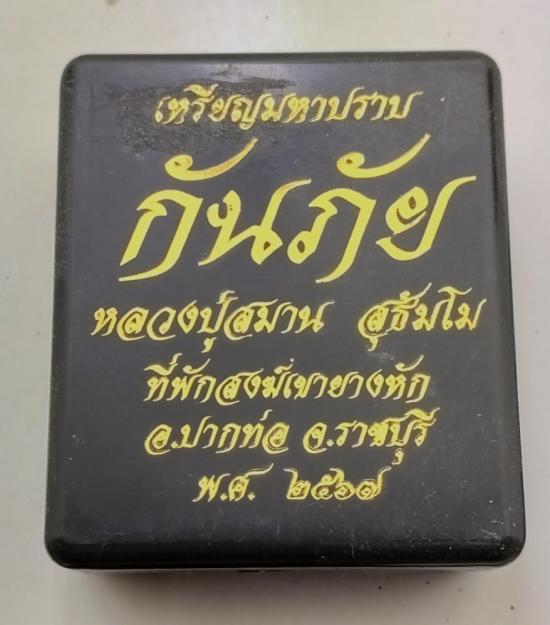 เหรียญมหาปราบ
กันภัย
หลวงปู่สมาน สุธัมโม
ที่พักสงฆ์เขายางหัก
อ.ปากท่อ จ.ราชบุรี
พ.ศ. ๒๕๖๗